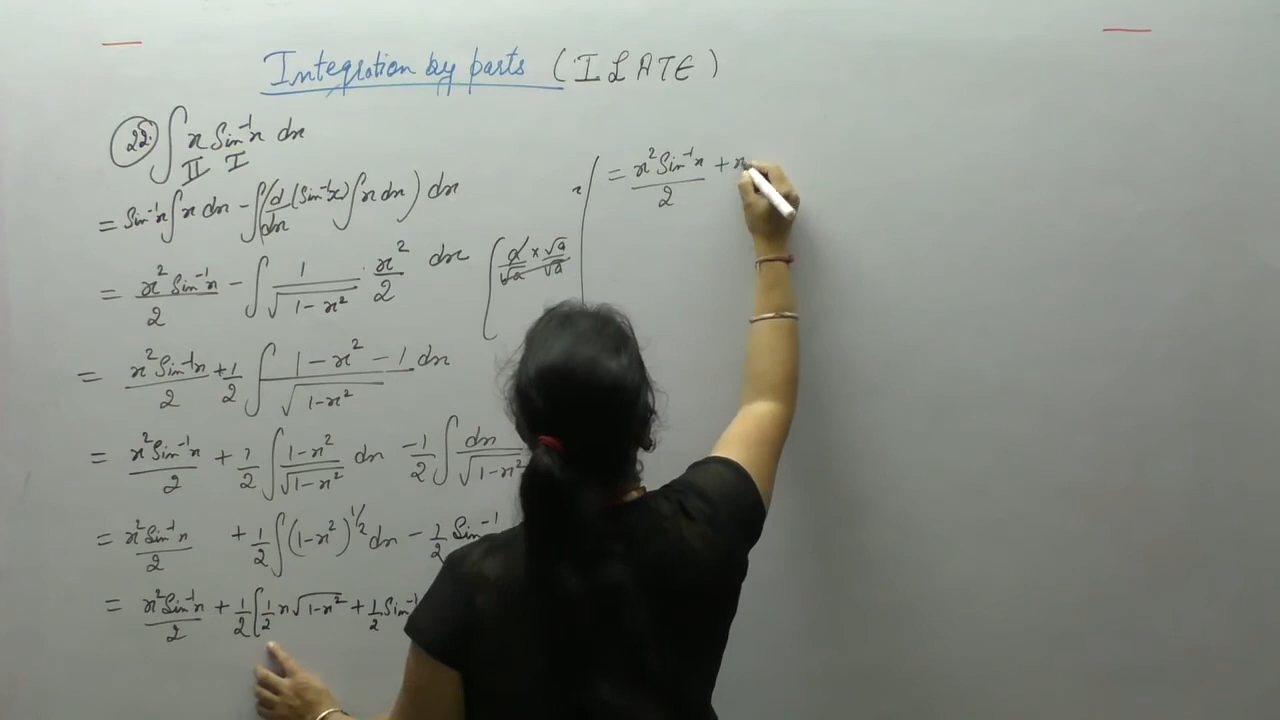 Integration by parts (ILATE)
22. ∫ x Sin⁻¹x dx
II I
= Sin⁻¹x ∫ x dx − ∫ (d/dx (Sin⁻¹x) ∫ x dx) dx
= x² Sin⁻¹x / 2 − ∫ 1/√(1−x²) · x²/2 dx
[ a/√a × √a/√a
= x² Sin⁻¹x / 2 + 1/2 ∫ (1−x²−1)/√(1−x²) dx
= x² Sin⁻¹x / 2 + 1/2 ∫ (1−x²)/√(1−x²) dx − 1/2 ∫ dx/√(1−x²)
= x² Sin⁻¹x / 2 + 1/2 ∫ (1−x²)^1/2 dx − 1/2 Sin⁻¹
= x² Sin⁻¹x / 2 + 1/2 [ 1/2 x √(1−x²) + 1/2 Sin⁻¹
= x² Sin⁻¹x / 2 + x